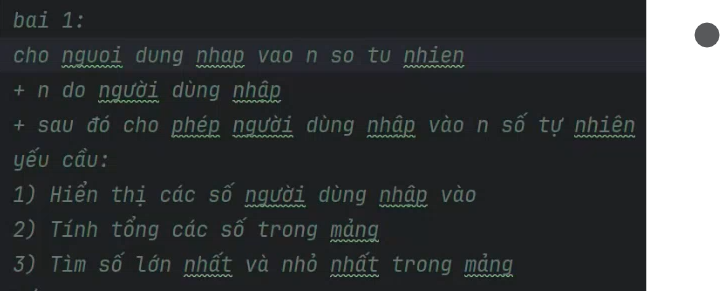 bai 1:
cho nguoi dung nhap vao n so tu nhien
+ n do người dùng nhập
+ sau đó cho phép người dùng nhập vào n số tự nhiên
yếu cầu:
1) Hiển thị các số người dùng nhập vào
2) Tính tổng các số trong mảng
3) Tìm số lớn nhất và nhỏ nhất trong mảng